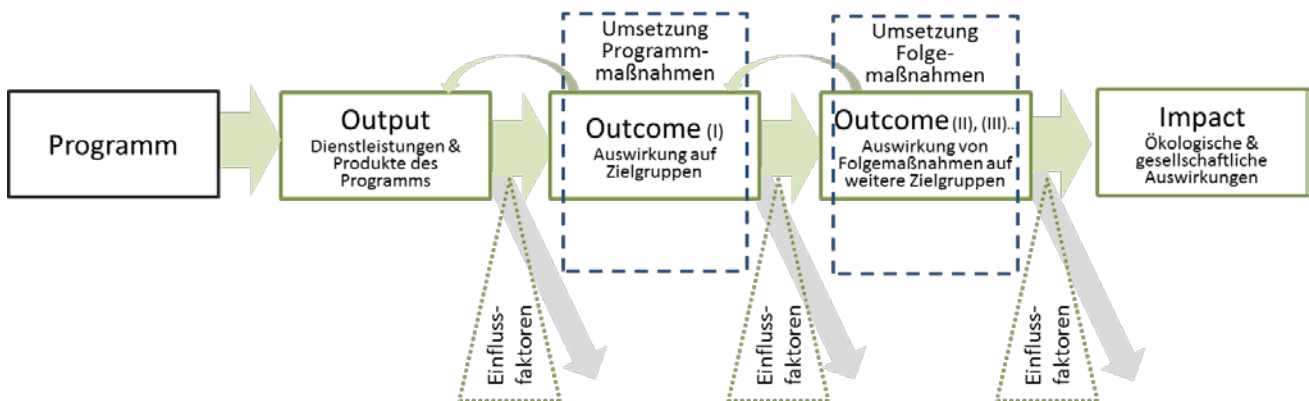 Umsetzung
Programm-
maßnahmen
Umsetzung
Folge-
maßnahmen
Programm
Output
Dienstleistungen &
Produkte des
Programms
Outcome (I)
Auswirkung auf
Zielgruppen
Outcome (II), (III)...
Auswirkung von
Folgemaßnahmen auf
weitere Zielgruppen
Impact
Ökologische &
gesellschaftliche
Auswirkungen
Einfluss-
faktoren
Einfluss-
faktoren
Einfluss-
faktoren